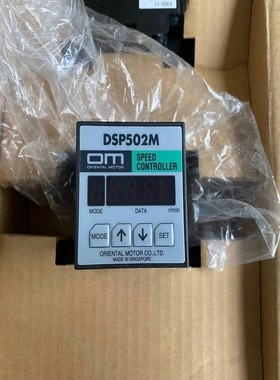 DSP502M
OM
ORIENTAL MOTOR
SPEED
CONTROLLER
MODE DATA r/min
MODE ↑ ↓ SET
ORIENTAL MOTOR CO.,LTD.
MADE IN SINGAPORE